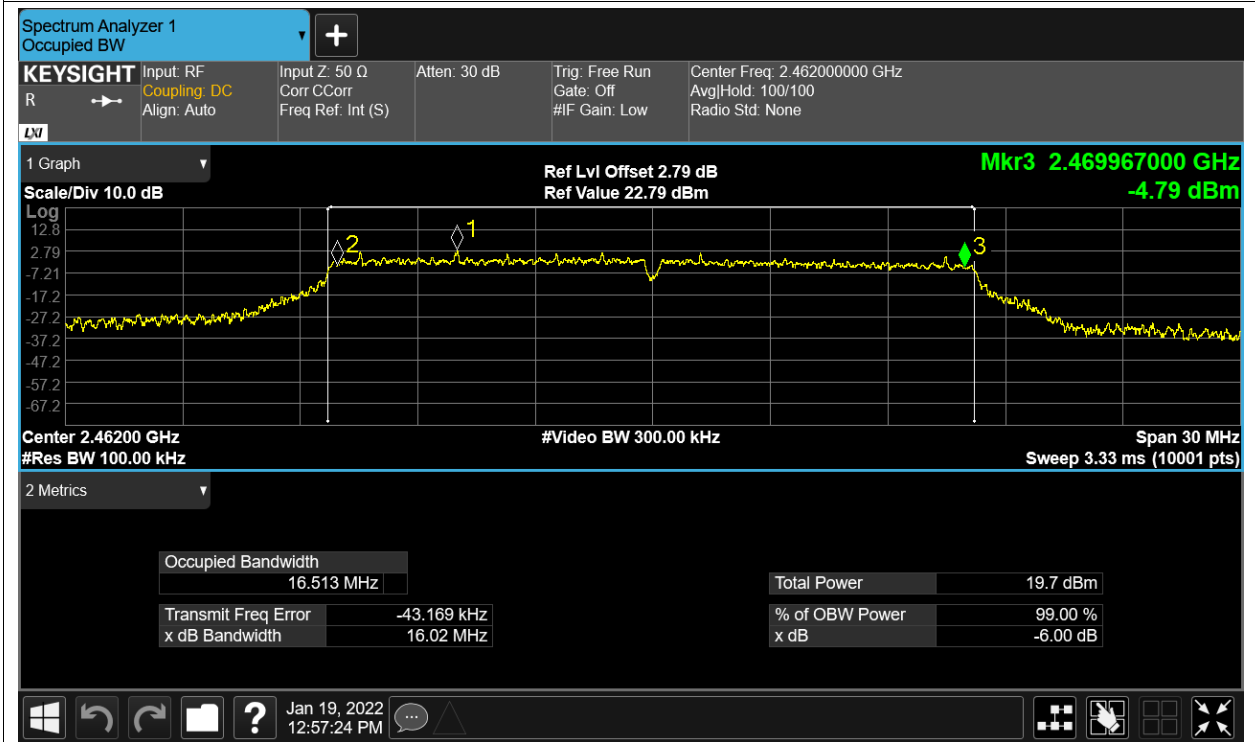 Spectrum Analyzer 1
Occupied BW
KEYSIGHT
R
LXI
Input: RF
Coupling: DC
Align: Auto
Input Z: 50 Ω
Corr CCorr
Freq Ref: Int (S)
Atten: 30 dB
Trig: Free Run
Gate: Off
#IF Gain: Low
Center Freq: 2.462000000 GHz
Avg|Hold: 100/100
Radio Std: None
1 Graph
Scale/Div 10.0 dB
Ref Lvl Offset 2.79 dB
Ref Value 22.79 dBm
Mkr3 2.469967000 GHz
-4.79 dBm
Log
12.8
2.79
-7.21
-17.2
-27.2
-37.2
-47.2
-57.2
-67.2
2
1
3
Center 2.46200 GHz
#Res BW 100.00 kHz
#Video BW 300.00 kHz
Span 30 MHz
Sweep 3.33 ms (10001 pts)
2 Metrics
Occupied Bandwidth
16.513 MHz
Transmit Freq Error -43.169 kHz
x dB Bandwidth 16.02 MHz
Total Power 19.7 dBm
% of OBW Power 99.00 %
x dB -6.00 dB
?
Jan 19, 2022
12:57:24 PM